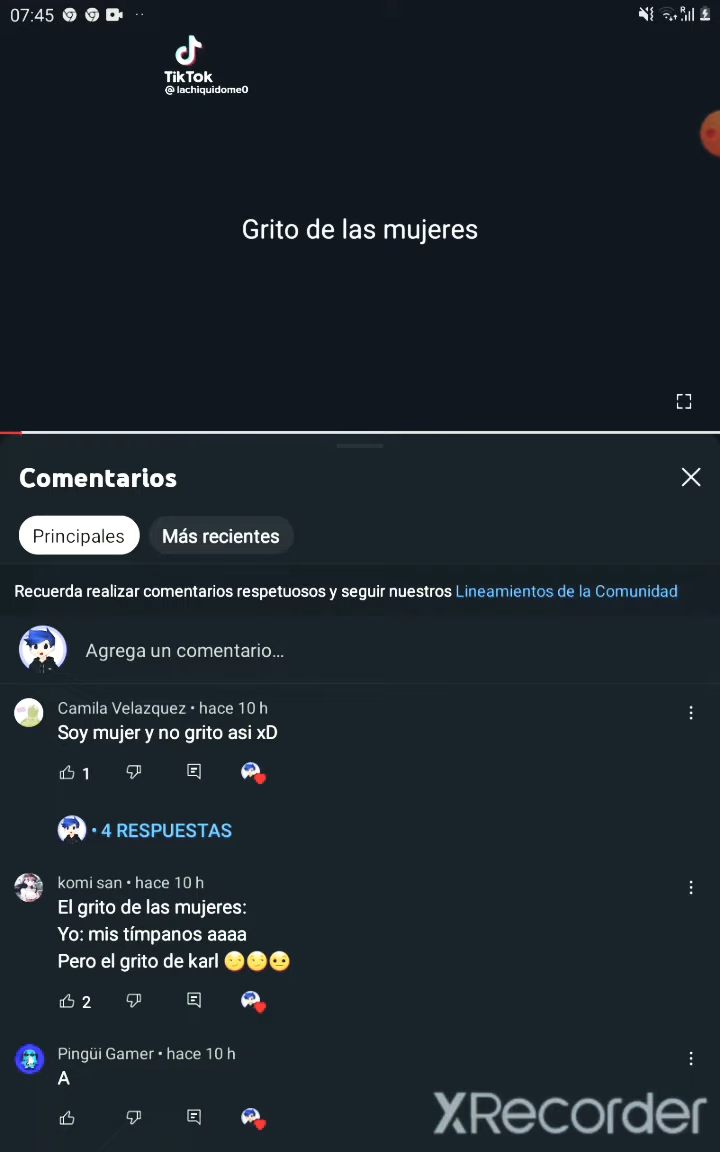 07:45
TikTok
@lachiquidome0
Grito de las mujeres
Comentarios
Principales
Más recientes
Recuerda realizar comentarios respetuosos y seguir nuestros Lineamientos de la Comunidad
Agrega un comentario...
Camila Velazquez • hace 10 h
Soy mujer y no grito asi xD
1
• 4 RESPUESTAS
komi san • hace 10 h
El grito de las mujeres:
Yo: mis tímpanos aaaa
Pero el grito de karl 😏😏😐
2
Pingüi Gamer • hace 10 h
A
XRecorder